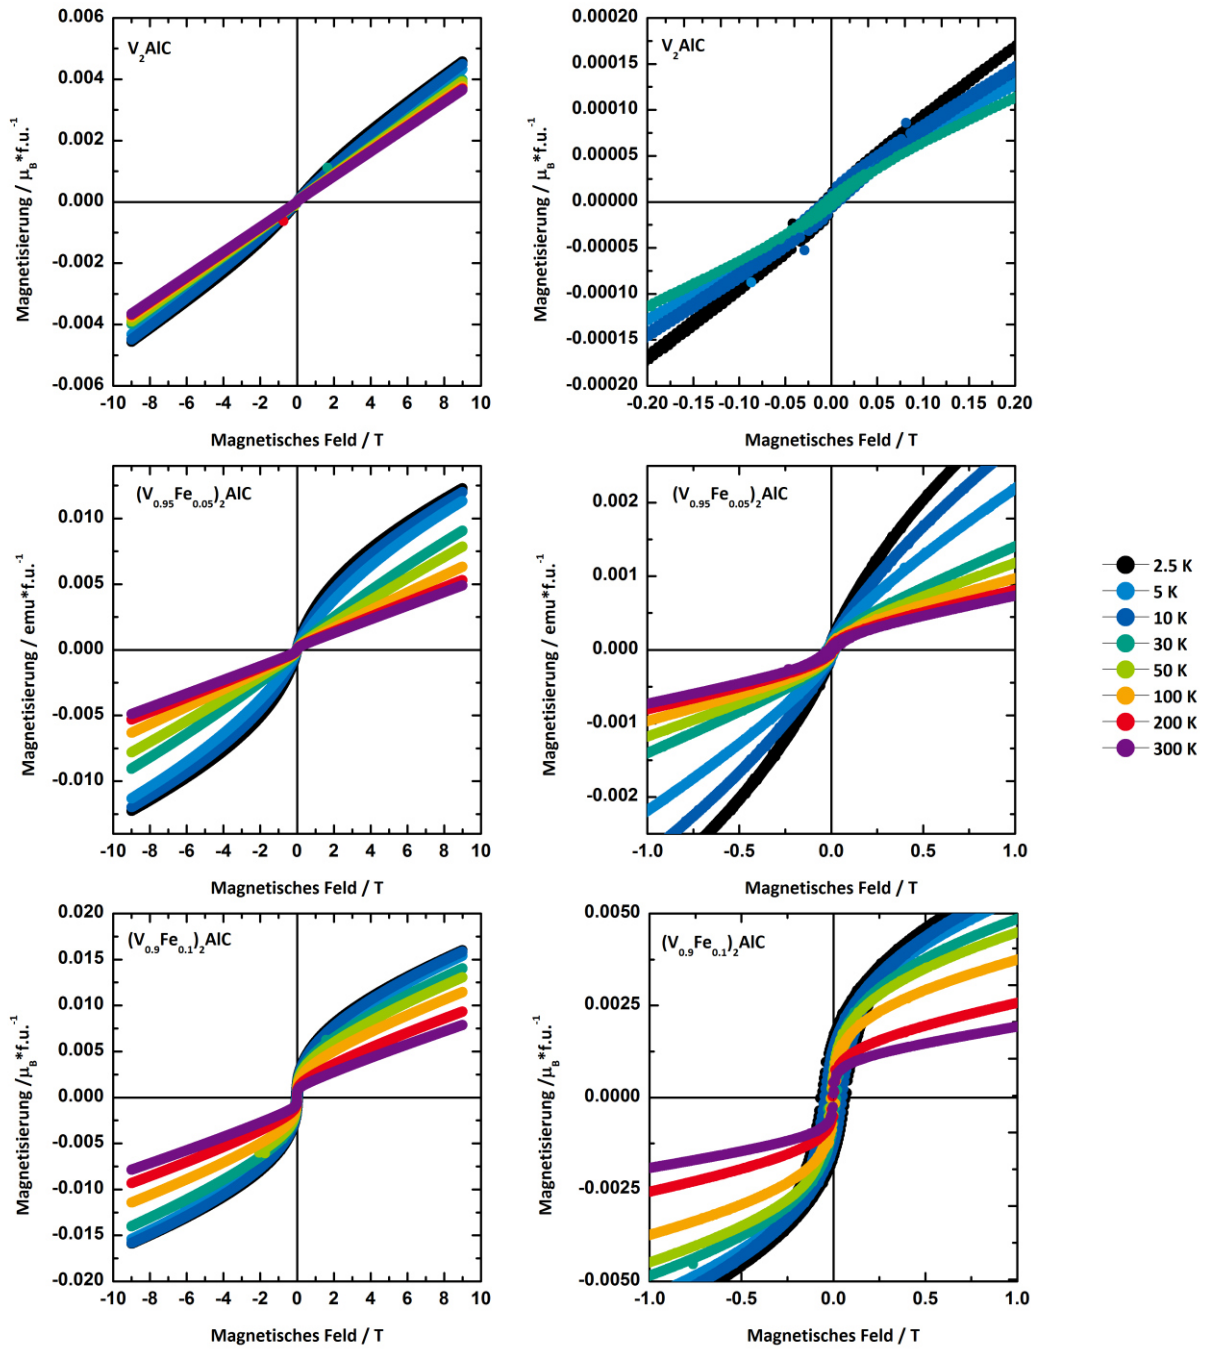 V₂AlC
Magnetisierung / μ_B*f.u.⁻¹
0.006
0.004
0.002
0.000
-0.002
-0.004
-0.006
-10 -8 -6 -4 -2 0 2 4 6 8 10
Magnetisches Feld / T
V₂AlC
Magnetisierung / μ_B*f.u.⁻¹
0.00020
0.00015
0.00010
0.00005
0.00000
-0.00005
-0.00010
-0.00015
-0.00020
-0.20 -0.15 -0.10 -0.05 0.00 0.05 0.10 0.15 0.20
Magnetisches Feld / T
(V₀.₉₅Fe₀.₀₅)₂AlC
Magnetisierung / emu*f.u.⁻¹
0.010
0.005
0.000
-0.005
-0.010
-10 -8 -6 -4 -2 0 2 4 6 8 10
Magnetisches Feld / T
(V₀.₉₅Fe₀.₀₅)₂AlC
Magnetisierung / emu*f.u.⁻¹
0.002
0.001
0.000
-0.001
-0.002
-1.0 -0.5 0.0 0.5 1.0
Magnetisches Feld / T
2.5 K
5 K
10 K
30 K
50 K
100 K
200 K
300 K
(V₀.₉Fe₀.₁)₂AlC
Magnetisierung /μ_B*f.u.⁻¹
0.020
0.015
0.010
0.005
0.000
-0.005
-0.010
-0.015
-0.020
-10 -8 -6 -4 -2 0 2 4 6 8 10
Magnetisches Feld / T
(V₀.₉Fe₀.₁)₂AlC
Magnetisierung /μ_B*f.u.⁻¹
0.0050
0.0025
0.0000
-0.0025
-0.0050
-1.0 -0.5 0.0 0.5 1.0
Magnetisches Feld / T